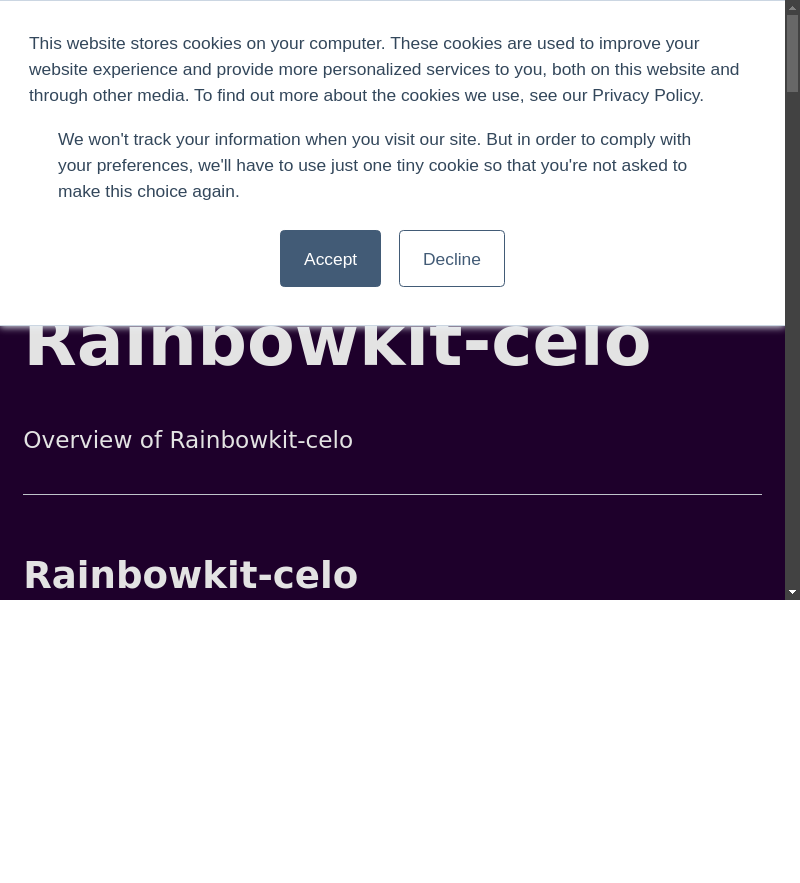 This website stores cookies on your computer. These cookies are used to improve your
website experience and provide more personalized services to you, both on this website and
through other media. To find out more about the cookies we use, see our Privacy Policy.
We won't track your information when you visit our site. But in order to comply with
your preferences, we'll have to use just one tiny cookie so that you're not asked to
make this choice again.
Accept
Decline
Rainbowkit-celo
Overview of Rainbowkit-celo
Rainbowkit-celo